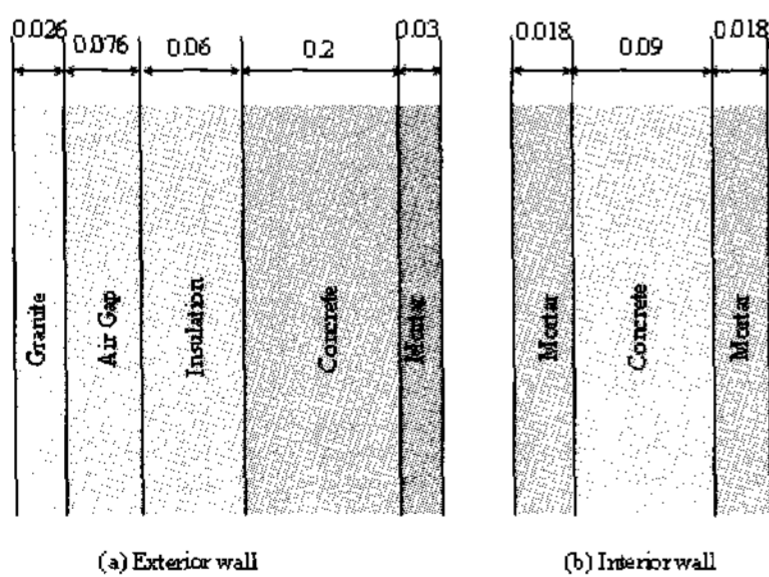 0.026
0.076
0.06
0.2
0.03
0.018
0.09
0.018
Granite
Air Gap
Insulation
Concrete
Mortar
Mortar
Concrete
Mortar
(a) Exterior wall
(b) Interior wall